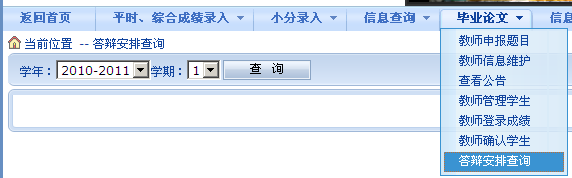 返回首页 平时、综合成绩录入 小分录入 信息查询 毕业论文 信息
当前位置 -- 答辩安排查询
学年： 2010-2011 学期： 1 查 询
教师申报题目
教师信息维护
查看公告
教师管理学生
教师登录成绩
教师确认学生
答辩安排查询